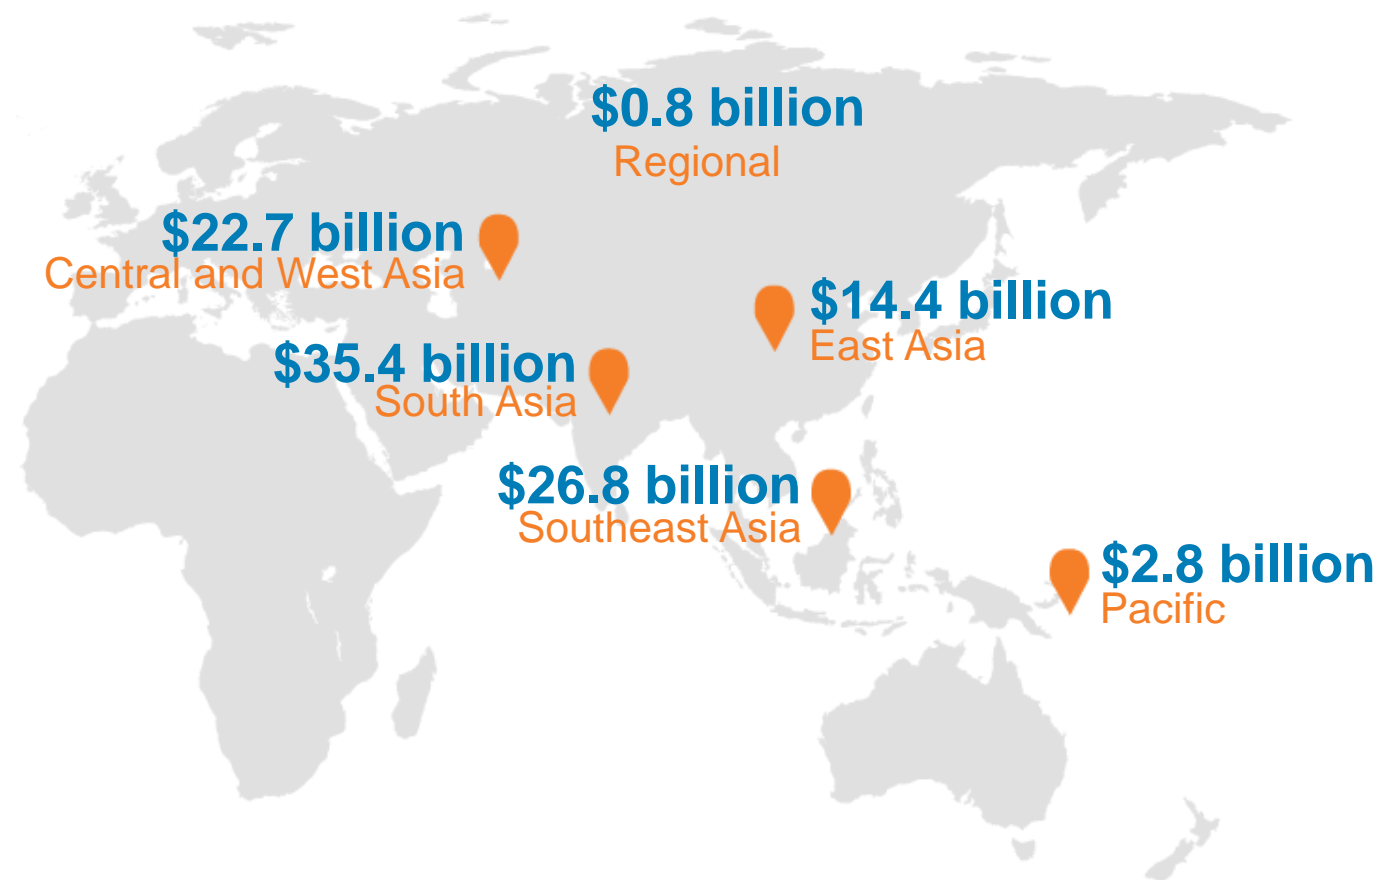 $0.8 billion
Regional
$22.7 billion
Central and West Asia
$14.4 billion
East Asia
$35.4 billion
South Asia
$26.8 billion
Southeast Asia
$2.8 billion
Pacific